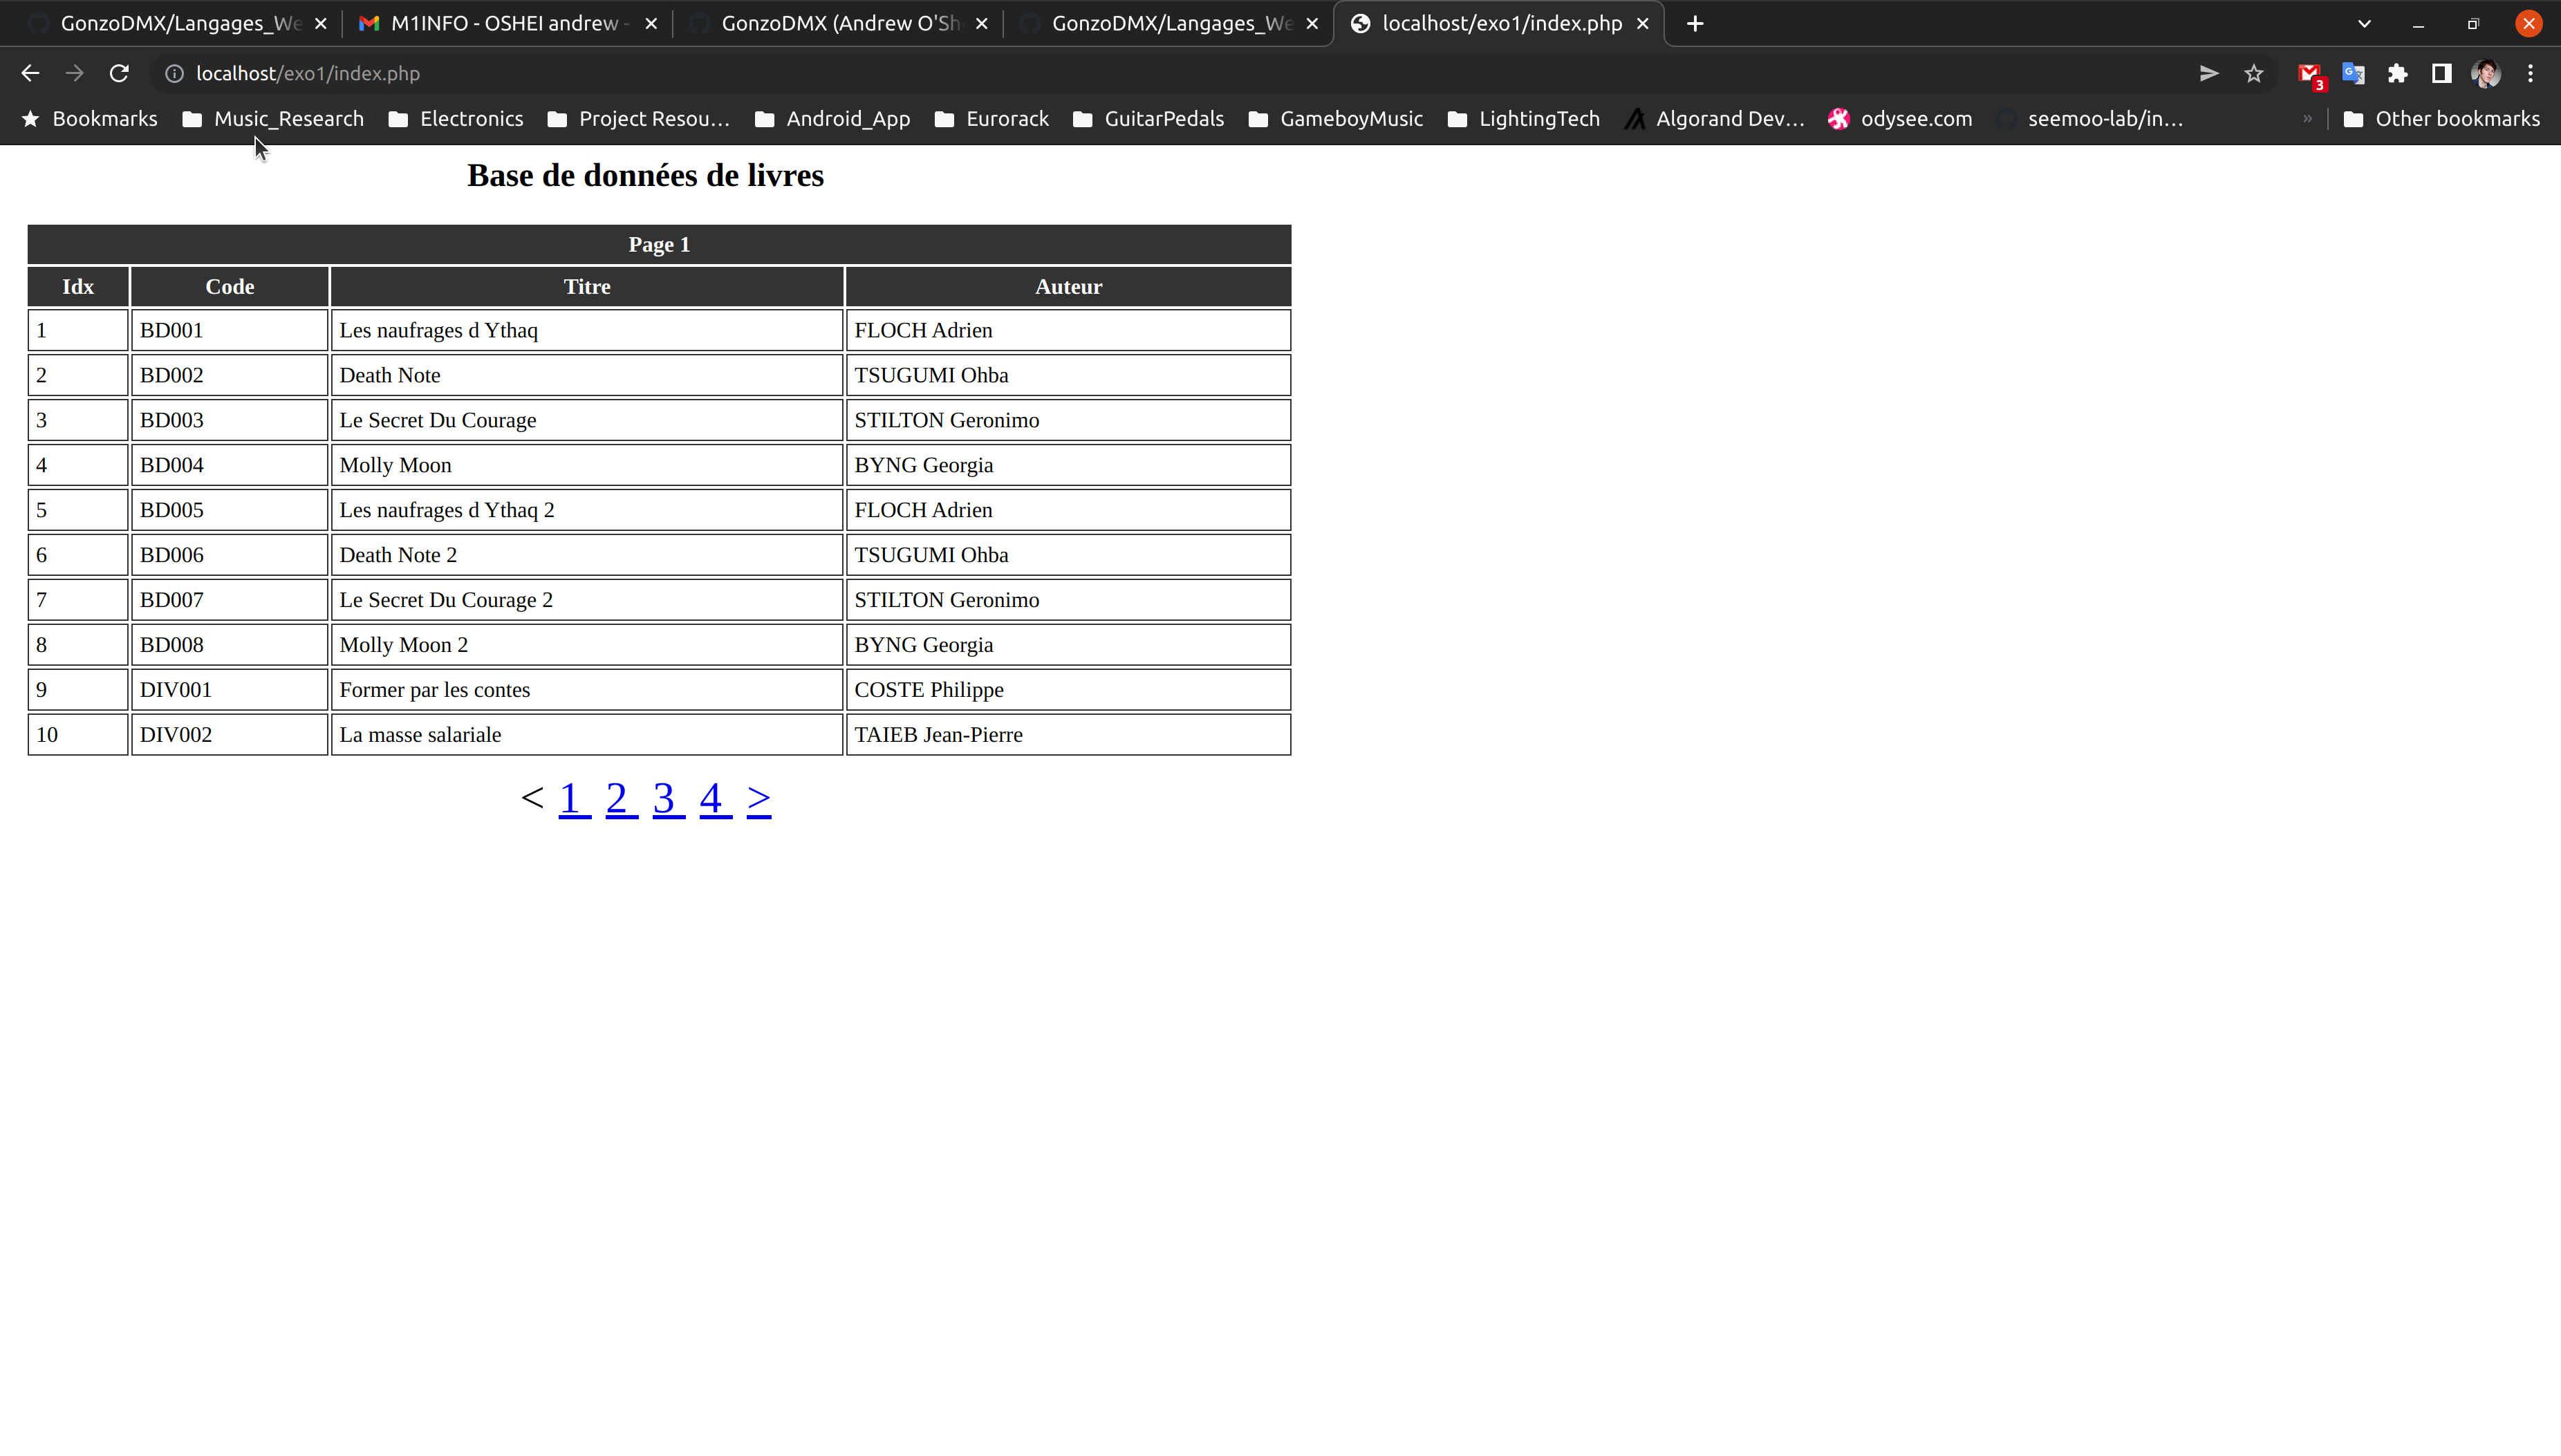 GonzoDMX/Langages_We M1INFO - OSHEI andrew - GonzoDMX (Andrew O'Sh GonzoDMX/Langages_We localhost/exo1/index.php
localhost/exo1/index.php 3
Bookmarks Music_Research Electronics Project Resou... Android_App Eurorack GuitarPedals GameboyMusic LightingTech Algorand Dev... odysee.com seemoo-lab/in... » Other bookmarks
Base de données de livres
Page 1
Idx Code Titre Auteur
1 BD001 Les naufrages d Ythaq FLOCH Adrien
2 BD002 Death Note TSUGUMI Ohba
3 BD003 Le Secret Du Courage STILTON Geronimo
4 BD004 Molly Moon BYNG Georgia
5 BD005 Les naufrages d Ythaq 2 FLOCH Adrien
6 BD006 Death Note 2 TSUGUMI Ohba
7 BD007 Le Secret Du Courage 2 STILTON Geronimo
8 BD008 Molly Moon 2 BYNG Georgia
9 DIV001 Former par les contes COSTE Philippe
10 DIV002 La masse salariale TAIEB Jean-Pierre
< 1 2 3 4 >